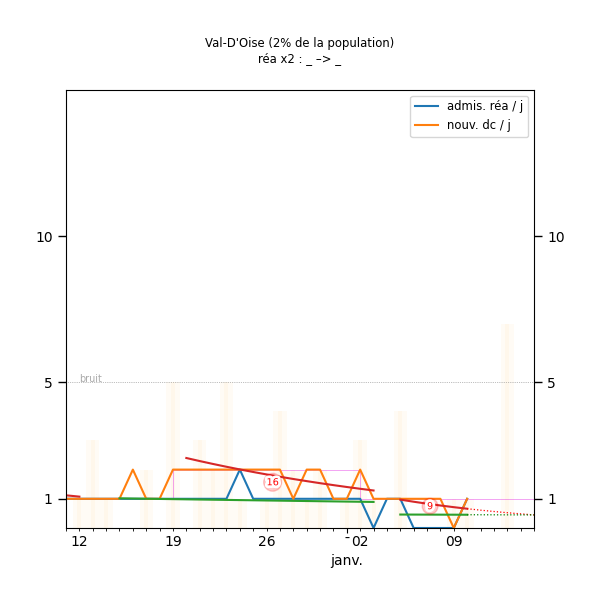 Val-D'Oise (2% de la population)
réa x2 : _ –> _
admis. réa / j
nouv. dc / j
10
10
5
bruit
5
16
1
9
1
12
19
26
02
09
janv.